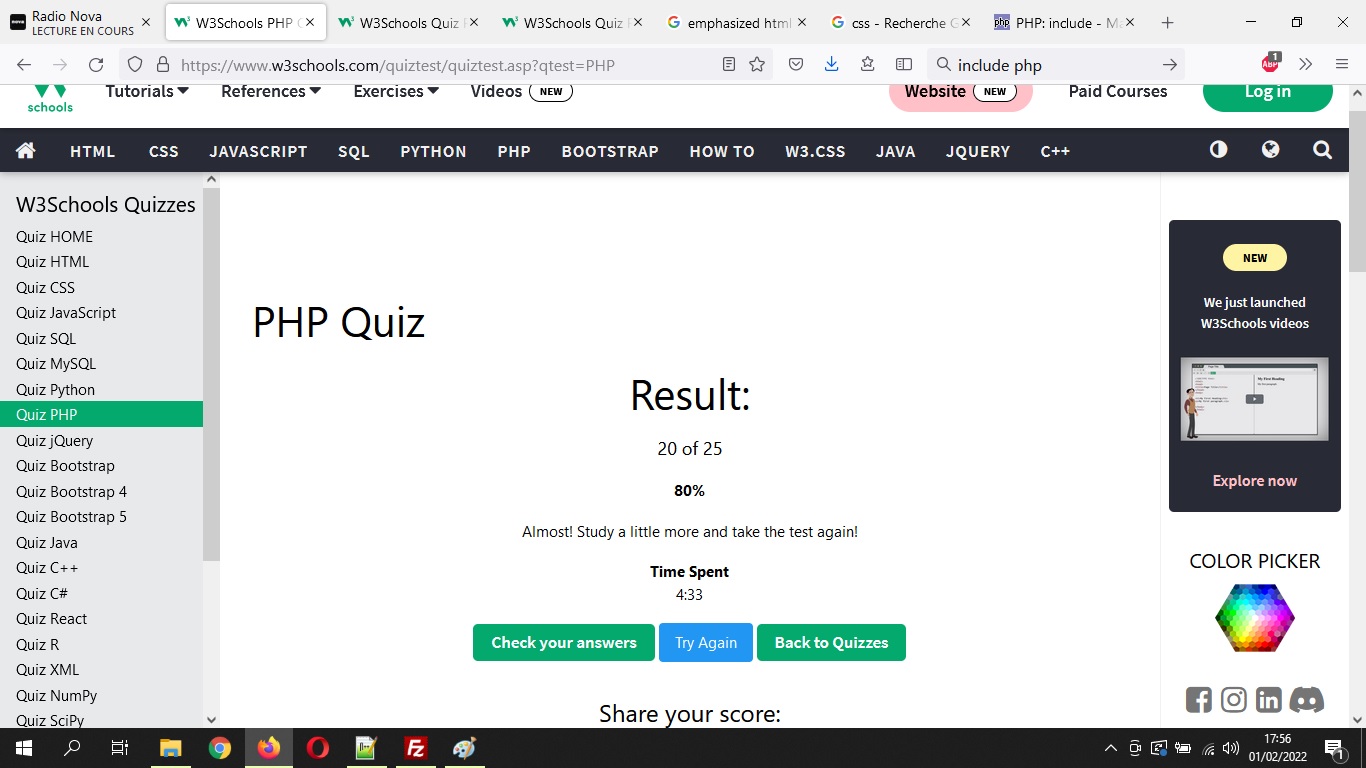 Radio Nova
LECTURE EN COURS
W3Schools PHP
W3Schools Quiz
W3Schools Quiz
emphasized html
css - Recherche G
php
PHP: include - Ma
https://www.w3schools.com/quiztest/quiztest.asp?qtest=PHP
include php
ABP
1
schools
Tutorials
References
Exercises
Videos
NEW
Website
NEW
Paid Courses
Log in
HTML
CSS
JAVASCRIPT
SQL
PYTHON
PHP
BOOTSTRAP
HOW TO
W3.CSS
JAVA
JQUERY
C++
W3Schools Quizzes
Quiz HOME
Quiz HTML
Quiz CSS
Quiz JavaScript
Quiz SQL
Quiz MySQL
Quiz Python
Quiz PHP
Quiz jQuery
Quiz Bootstrap
Quiz Bootstrap 4
Quiz Bootstrap 5
Quiz Java
Quiz C++
Quiz C#
Quiz React
Quiz R
Quiz XML
Quiz NumPy
Quiz SciPy
PHP Quiz
Result:
20 of 25
80%
Almost! Study a little more and take the test again!
Time Spent
4:33
Check your answers
Try Again
Back to Quizzes
Share your score:
NEW
We just launched
W3Schools videos
Explore now
COLOR PICKER
17:56
01/02/2022
1